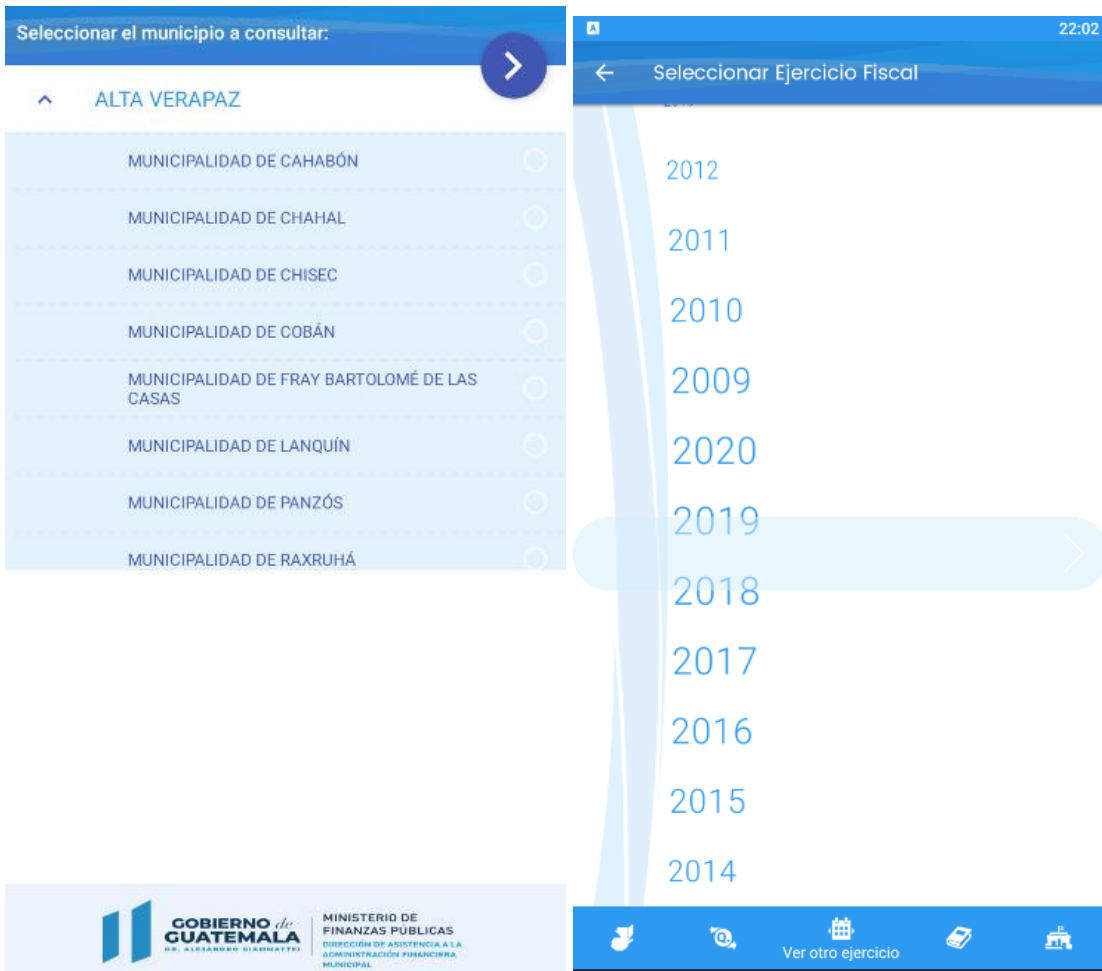 Seleccionar el municipio a consultar:
ALTA VERAPAZ
MUNICIPALIDAD DE CAHABÓN
MUNICIPALIDAD DE CHAHAL
MUNICIPALIDAD DE CHISEC
MUNICIPALIDAD DE COBÁN
MUNICIPALIDAD DE FRAY BARTOLOMÉ DE LAS
CASAS
MUNICIPALIDAD DE LANQUÍN
MUNICIPALIDAD DE PANZÓS
MUNICIPALIDAD DE RAXRUHÁ
GOBIERNO de
GUATEMALA
DR. ALEJANDRO GIAMMATTEI
MINISTERIO DE
FINANZAS PÚBLICAS
DIRECCIÓN DE ASISTENCIA A LA
ADMINISTRACIÓN FINANCIERA
MUNICIPAL
A
22:02
Seleccionar Ejercicio Fiscal
2012
2011
2010
2009
2020
2019
2018
2017
2016
2015
2014
Q
Ver otro ejercicio